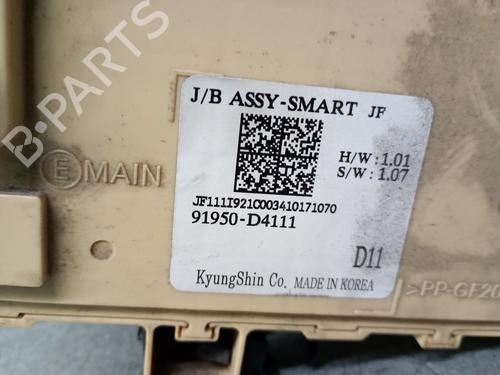 B-PARTS
J/B ASSY-SMART JF
H/W : 1.01
S/W : 1.07
E MAIN
JF111I921C003410171070
91950-D4111
D11
KyungShin Co. MADE IN KOREA
>PP-GF20